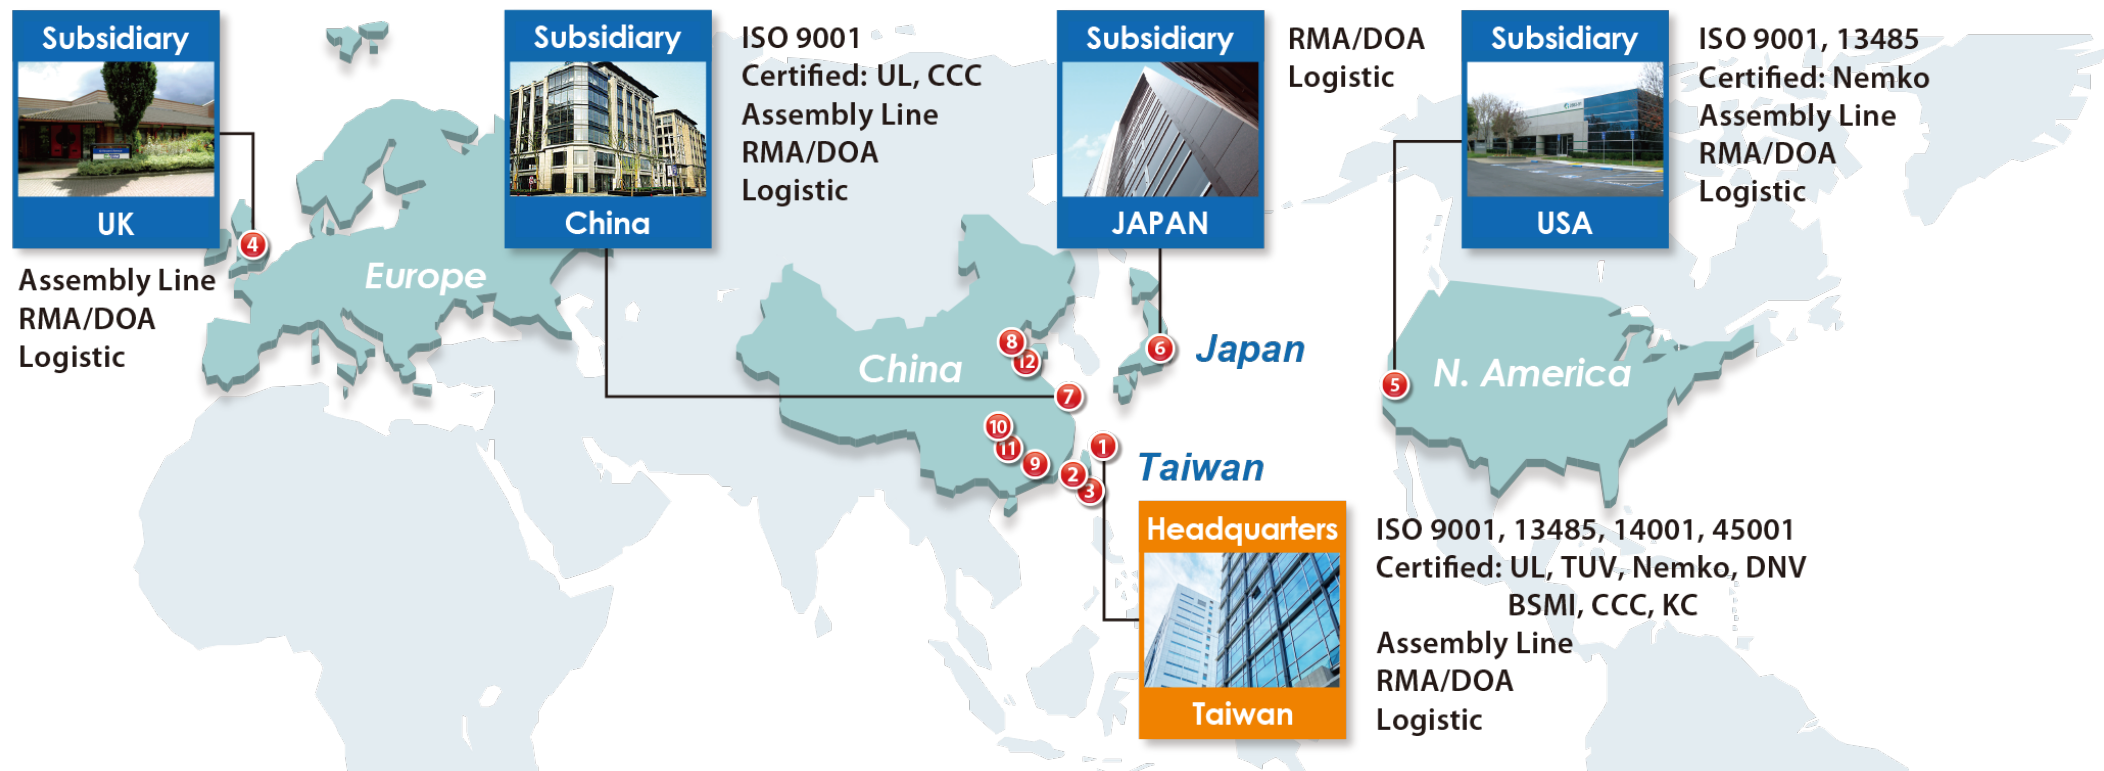 Subsidiary
UK
Assembly Line
RMA/DOA
Logistic
Subsidiary
China
ISO 9001
Certified: UL, CCC
Assembly Line
RMA/DOA
Logistic
Subsidiary
JAPAN
RMA/DOA
Logistic
Subsidiary
USA
ISO 9001, 13485
Certified: Nemko
Assembly Line
RMA/DOA
Logistic
4
Europe
China
8
12
7
10
11
9
2
3
1
6
Japan
5
N. America
Taiwan
Headquarters
Taiwan
ISO 9001, 13485, 14001, 45001
Certified: UL, TUV, Nemko, DNV
BSMI, CCC, KC
Assembly Line
RMA/DOA
Logistic